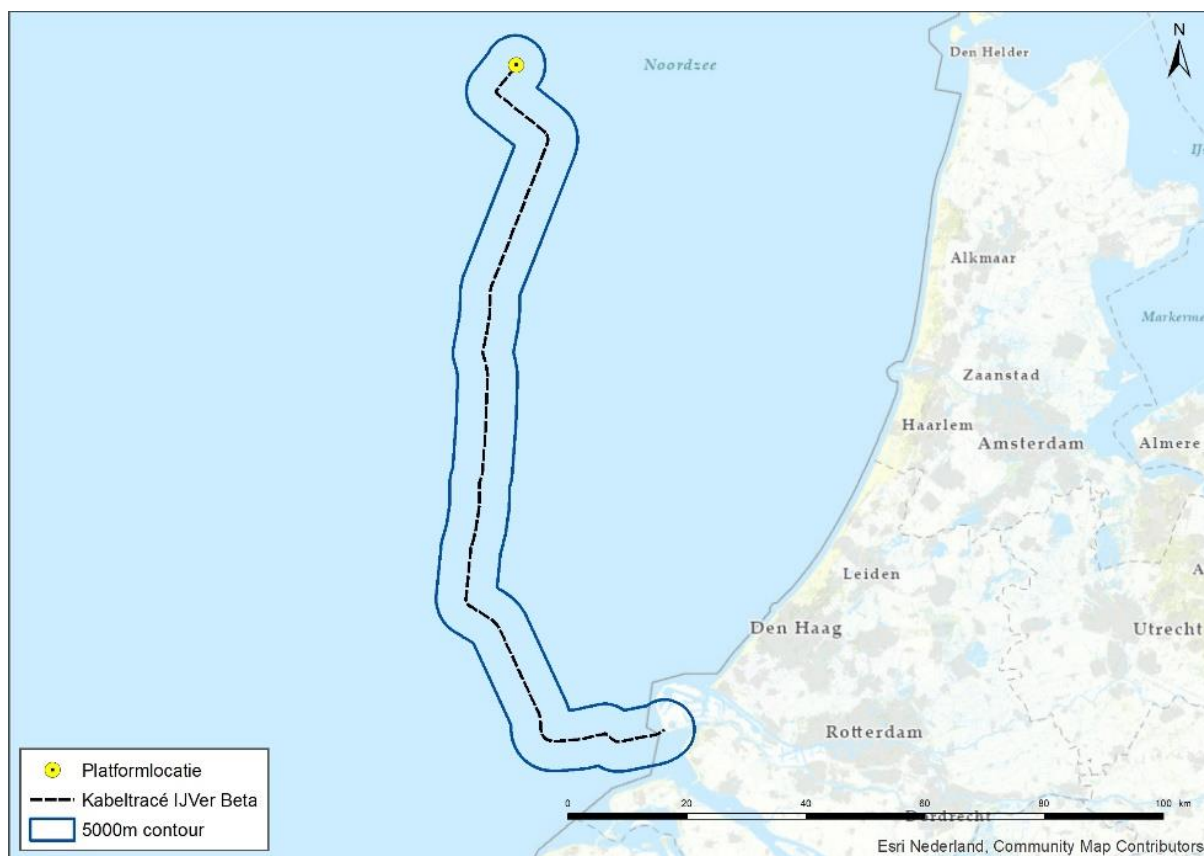 N
Den Helder
Noordzee
Alkmaar
Markerme
Zaanstad
Haarlem
Amsterdam
Almere
Leiden
A
Den Haag
Utrecht
Rotterdam
Platformlocatie
Kabeltracé IJVer Beta
5000m contour
0 20 40 60 80 100 km
Dordrecht
Esri Nederland, Community Map Contributors